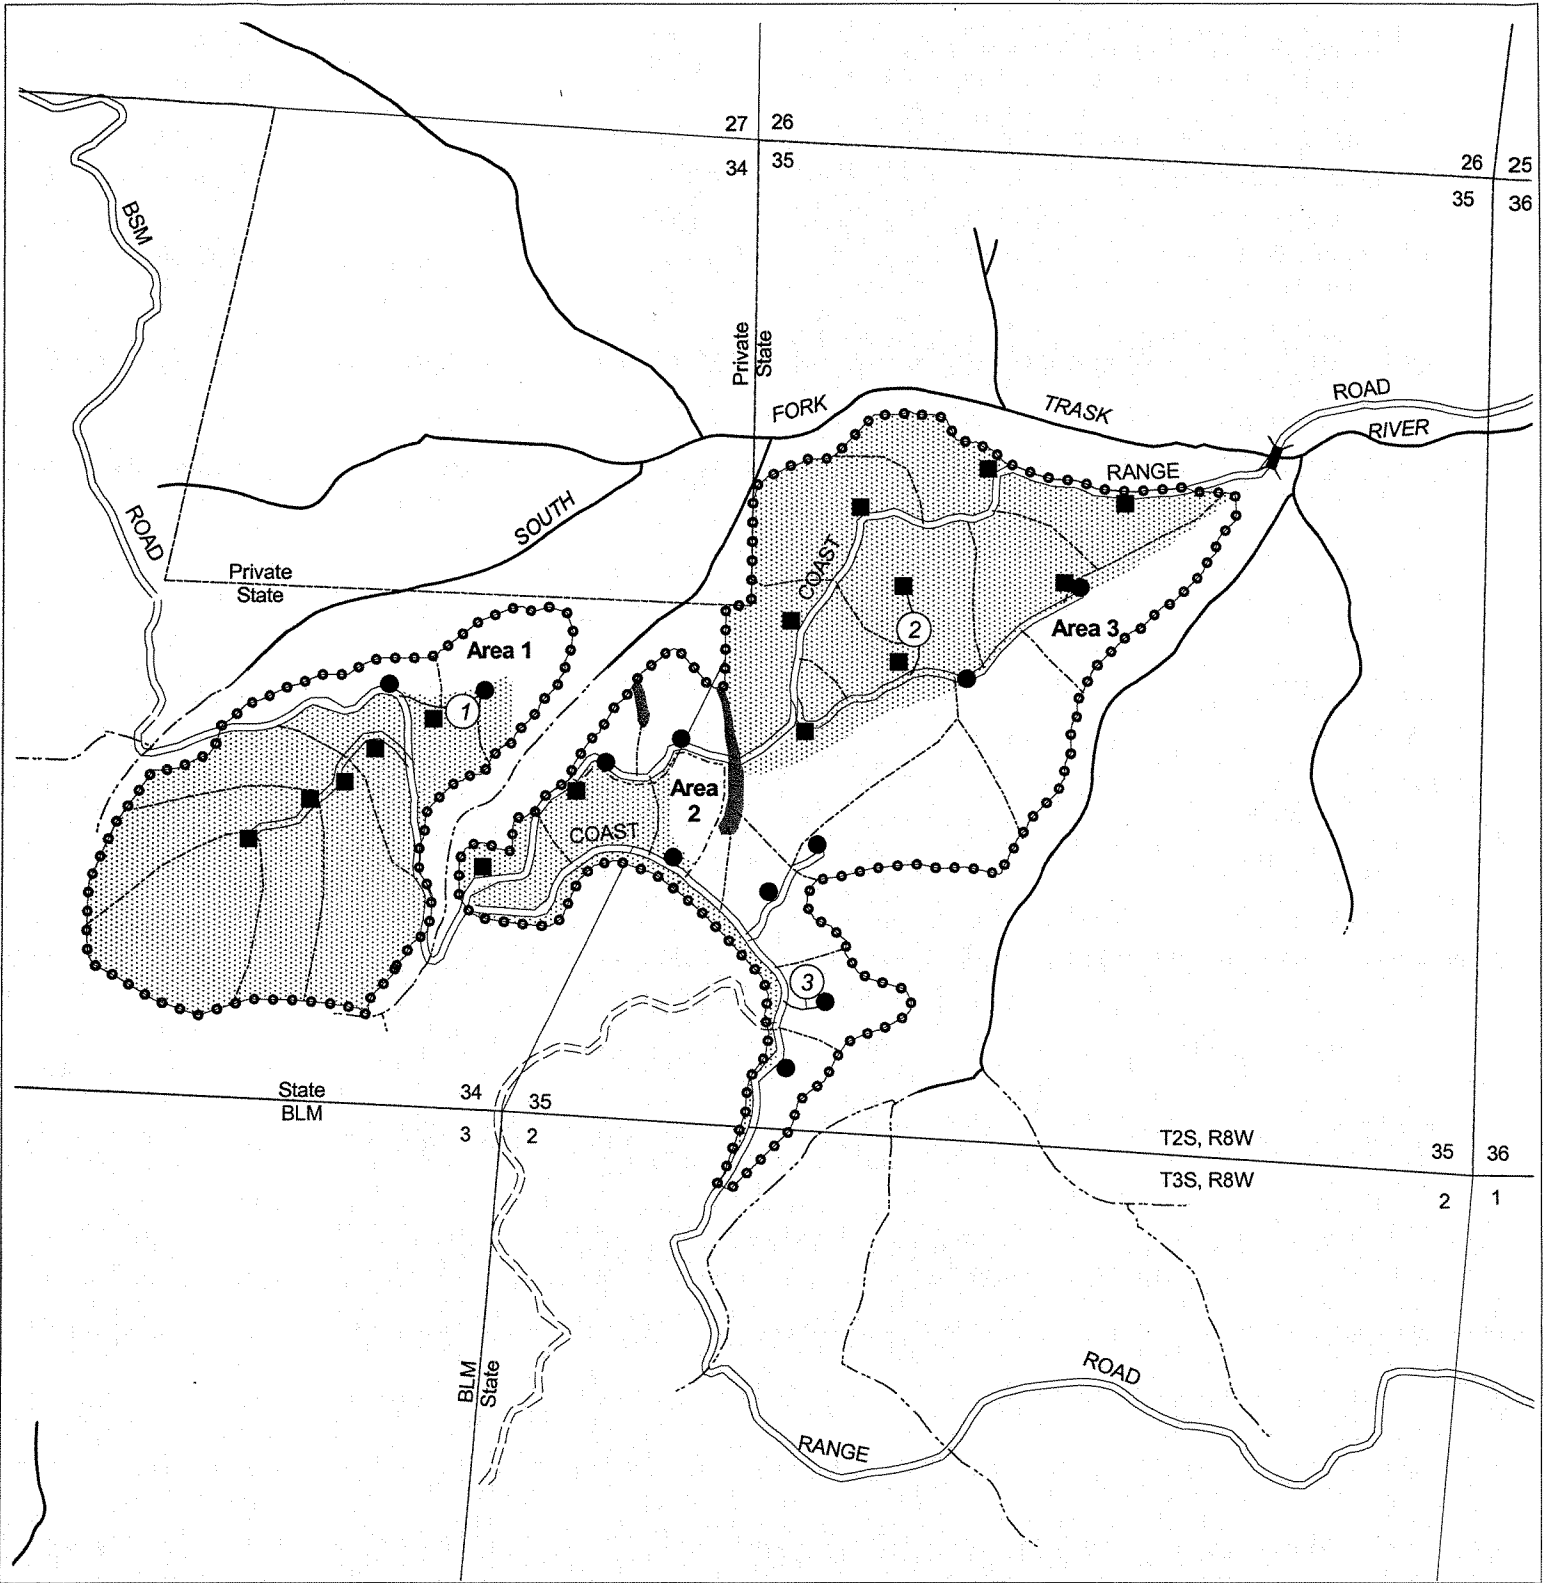 27 26
34 35
26 25
35 36
BSM
ROAD
Private
State
FORK
TRASK
ROAD
RIVER
RANGE
SOUTH
COAST
Private
State
Area 1
1
2
Area 3
Area
2
COAST
3
State
BLM
34 35
3 2
T2S, R8W
T3S, R8W
35 36
2 1
BLM
State
RANGE
ROAD